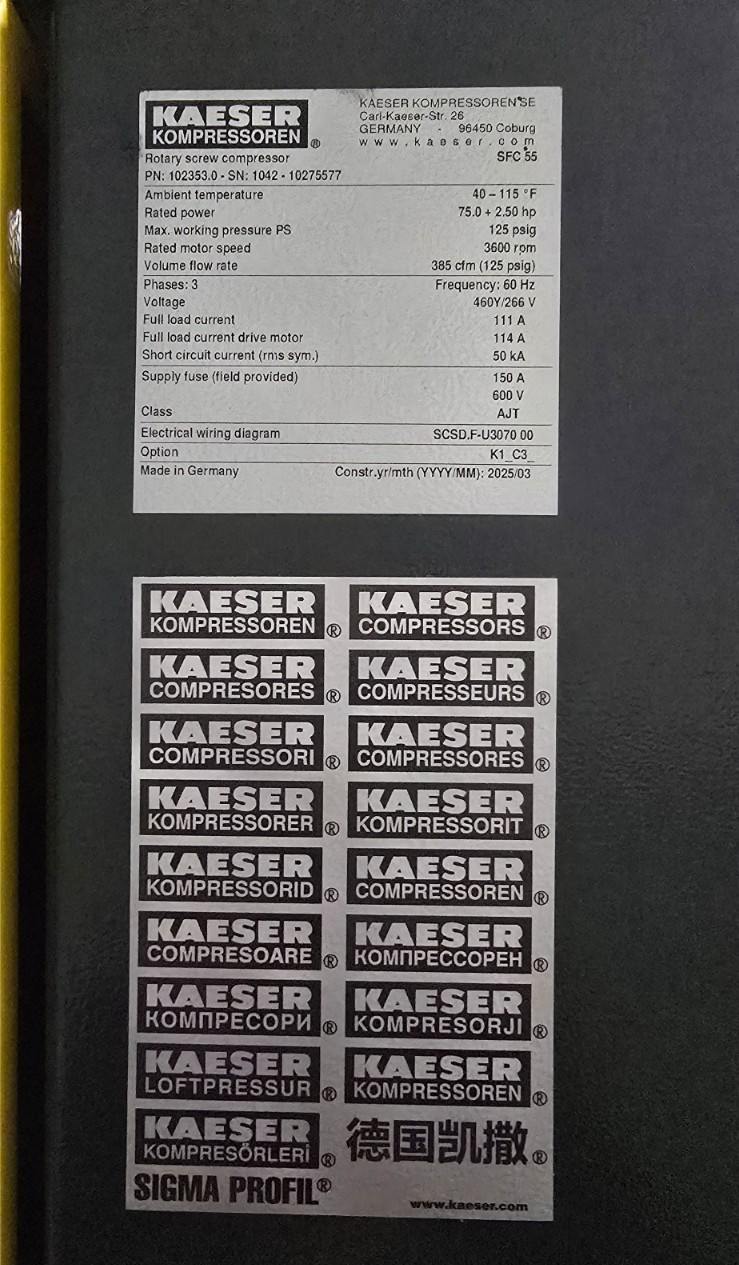 KAESER
KOMPRESSOREN ®
KAESER KOMPRESSOREN SE
Carl-Kaeser-Str. 26
GERMANY - 96450 Coburg
www.kaeser.com
Rotary screw compressor SFC 55
PN: 102353.0 - SN: 1042 - 10275577
Ambient temperature 40 – 115 °F
Rated power 75.0 + 2.50 hp
Max. working pressure PS 125 psig
Rated motor speed 3600 rpm
Volume flow rate 385 cfm (125 psig)
Phases: 3 Frequency: 60 Hz
Voltage 460Y/266 V
Full load current 111 A
Full load current drive motor 114 A
Short circuit current (rms sym.) 50 kA
Supply fuse (field provided) 150 A
600 V
Class AJT
Electrical wiring diagram SCSD.F-U3070 00
Option K1_C3_
Made in Germany Constr.yr/mth (YYYY/MM): 2025/03
KAESER KAESER
KOMPRESSOREN ® COMPRESSORS ®
KAESER KAESER
COMPRESORES ® COMPRESSEURS ®
KAESER KAESER
COMPRESSORI ® COMPRESSORES ®
KAESER KAESER
KOMPRESSORER ® KOMPRESSORIT ®
KAESER KAESER
KOMPRESSORID ® COMPRESSOREN ®
KAESER KAESER
COMPRESOARE ® КОМПРЕССОРЕН ®
KAESER KAESER
КОМПРЕСОРИ ® KOMPRESORJI ®
KAESER KAESER
LOFTPRESSUR ® KOMPRESSOREN ®
KAESER
KOMPRESÖRLERİ ® 德国凯撒 ®
SIGMA PROFIL®
www.kaeser.com